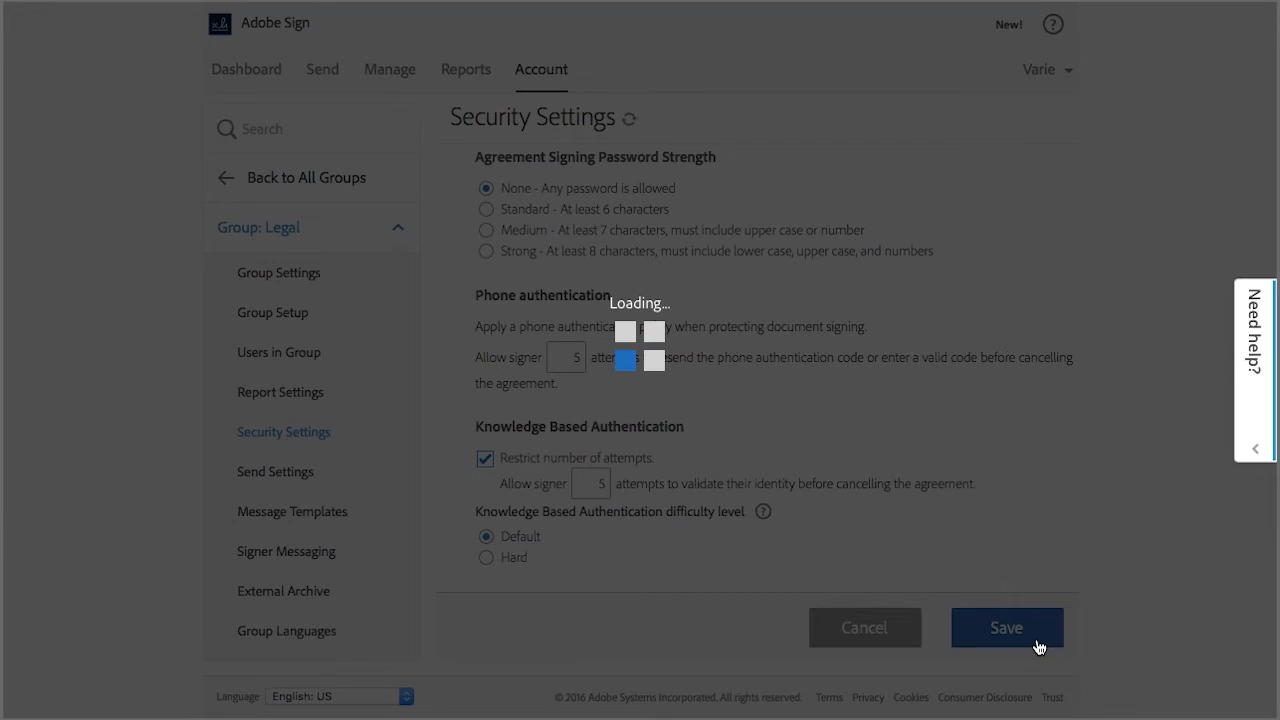 Adobe Sign
New!
?
Dashboard Send Manage Reports Account
Varie
Search
Back to All Groups
Group: Legal
Group Settings
Group Setup
Users in Group
Report Settings
Security Settings
Send Settings
Message Templates
Signer Messaging
External Archive
Group Languages
Security Settings
Agreement Signing Password Strength
None - Any password is allowed
Standard - At least 6 characters
Medium - At least 7 characters, must include upper case or number
Strong - At least 8 characters, must include lower case, upper case, and numbers
Phone authentication
Loading...
Apply a phone authentica y when protecting document signing.
Allow signer 5 atte send the phone authentication code or enter a valid code before cancelling
the agreement.
Knowledge Based Authentication
Restrict number of attempts.
Allow signer 5 attempts to validate their identity before cancelling the agreement.
Knowledge Based Authentication difficulty level ?
Default
Hard
Cancel Save
Need help?
Language English: US
© 2016 Adobe Systems Incorporated. All rights reserved. Terms Privacy Cookies Consumer Disclosure Trust